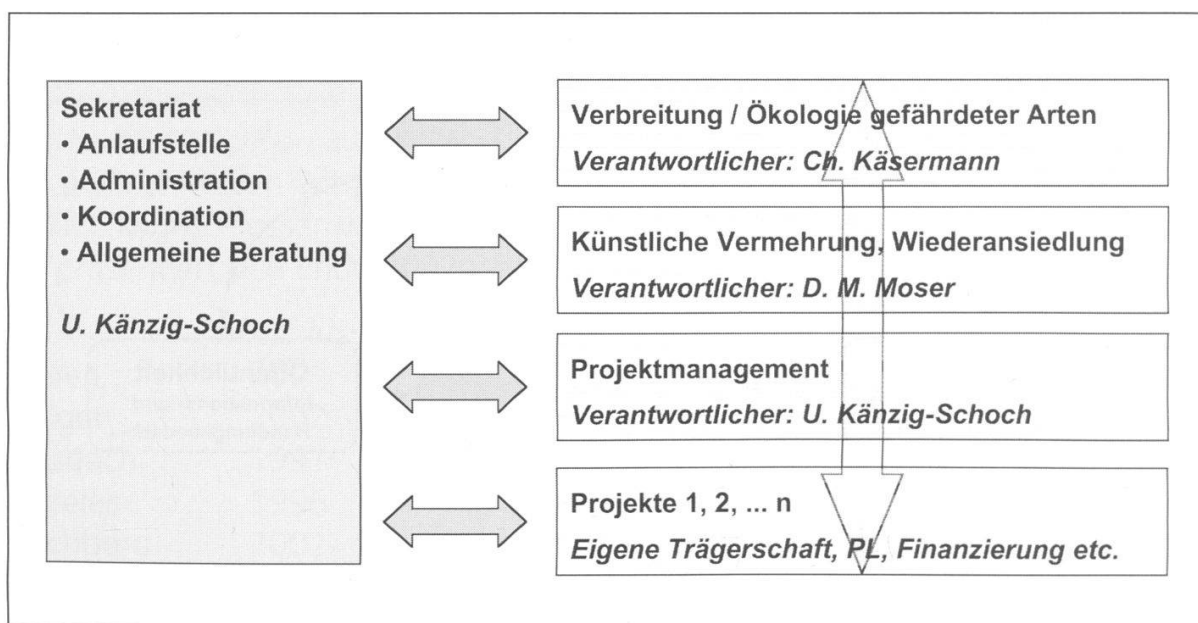 Sekretariat
• Anlaufstelle
• Administration
• Koordination
• Allgemeine Beratung
U. Känzig-Schoch
Verbreitung / Ökologie gefährdeter Arten
Verantwortlicher: Ch. Käsermann
Künstliche Vermehrung, Wiederansiedlung
Verantwortlicher: D. M. Moser
Projektmanagement
Verantwortlicher: U. Känzig-Schoch
Projekte 1, 2, ... n
Eigene Trägerschaft, PL, Finanzierung etc.